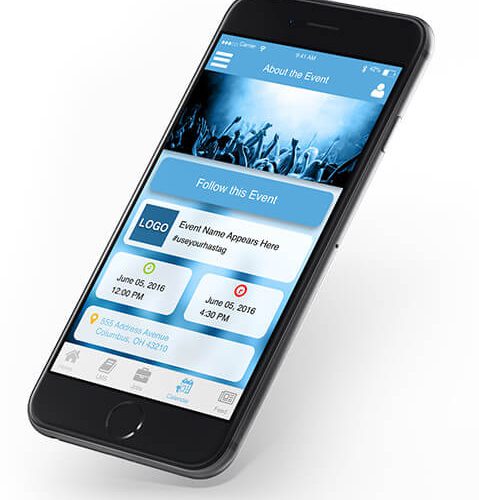 Carrier
9:41 AM
42%
About the Event
Follow this Event
LOGO
Event Name Appears Here
#useyourhastag
June 05, 2016
12:00 PM
June 05, 2016
4:30 PM
555 Address Avenue
Columbus, OH 43210
Home
LMS
Jobs
Calendar
Feed